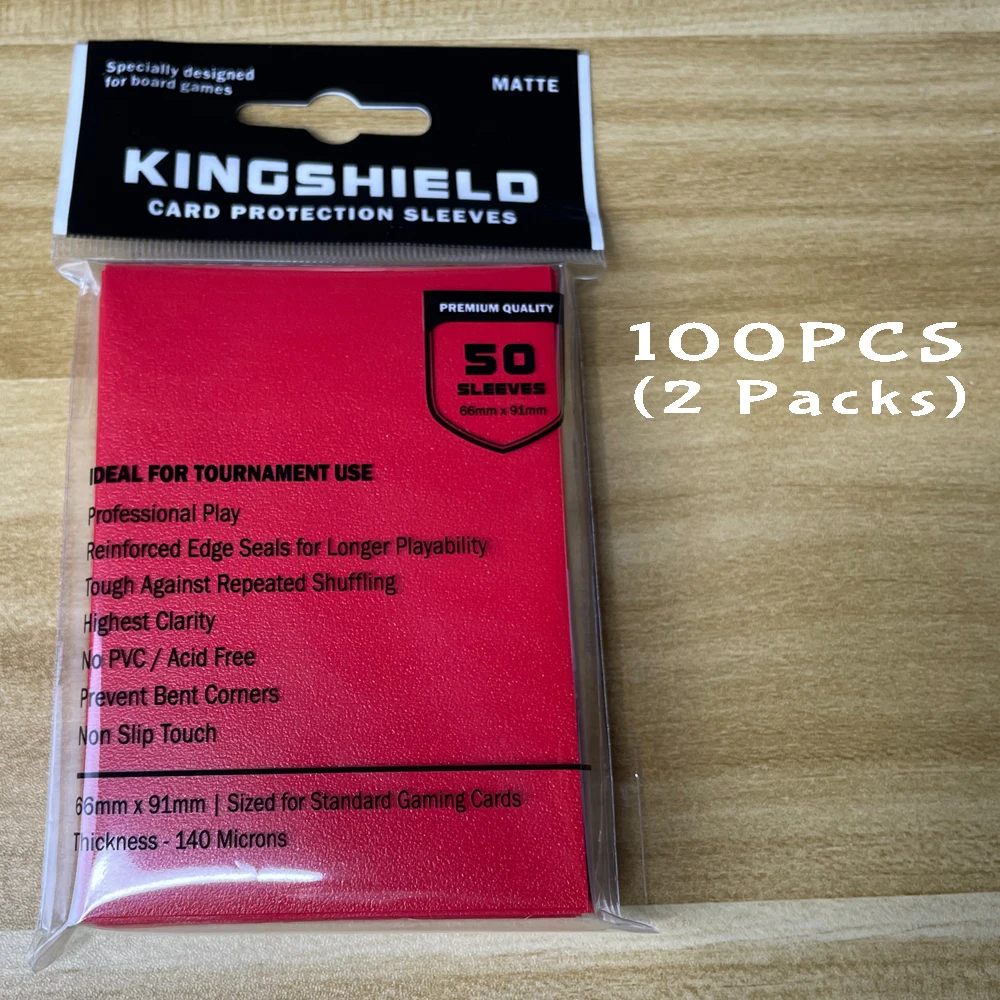 Specially designed
for board games
MATTE
KINGSHIELD
CARD PROTECTION SLEEVES
PREMIUM QUALITY
50
SLEEVES
66mm x 91mm
100PCS
(2 Packs)
IDEAL FOR TOURNAMENT USE
Professional Play
Reinforced Edge Seals for Longer Playability
Tough Against Repeated Shuffling
Highest Clarity
No PVC / Acid Free
Prevent Bent Corners
Non Slip Touch
66mm x 91mm | Sized for Standard Gaming Cards
Thickness - 140 Microns